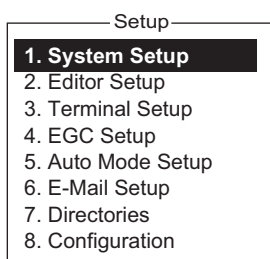 Setup
1. System Setup
2. Editor Setup
3. Terminal Setup
4. EGC Setup
5. Auto Mode Setup
6. E-Mail Setup
7. Directories
8. Configuration